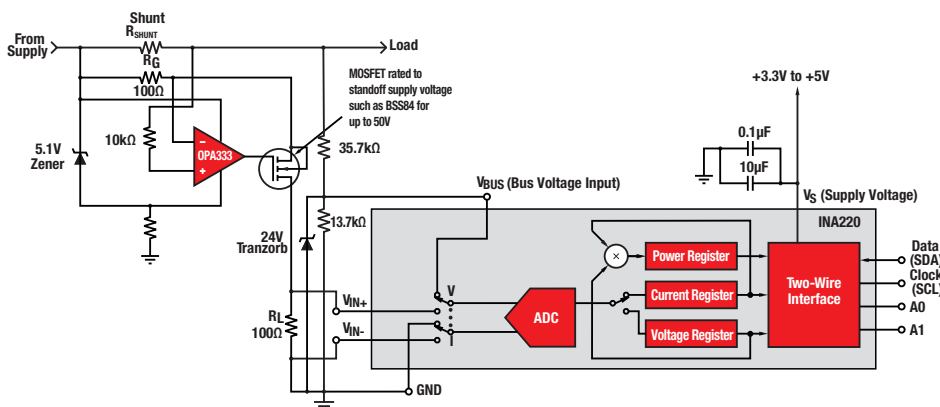 From
Supply
Shunt
RSHUNT
Load
RG
100Ω
MOSFET rated to
standoff supply voltage
such as BSS84 for
up to 50V
5.1V
Zener
10kΩ
−
+
OPA333
35.7kΩ
+3.3V to +5V
0.1µF
10µF
VBUS (Bus Voltage Input)
VS (Supply Voltage)
24V
Tranzorb
13.7kΩ
INA220
×
Power Register
Data
(SDA)
Clock
(SCL)
A0
A1
Two-Wire
Interface
VIN+
V
ADC
Current Register
RL
100Ω
VIN-
I
Voltage Register
GND